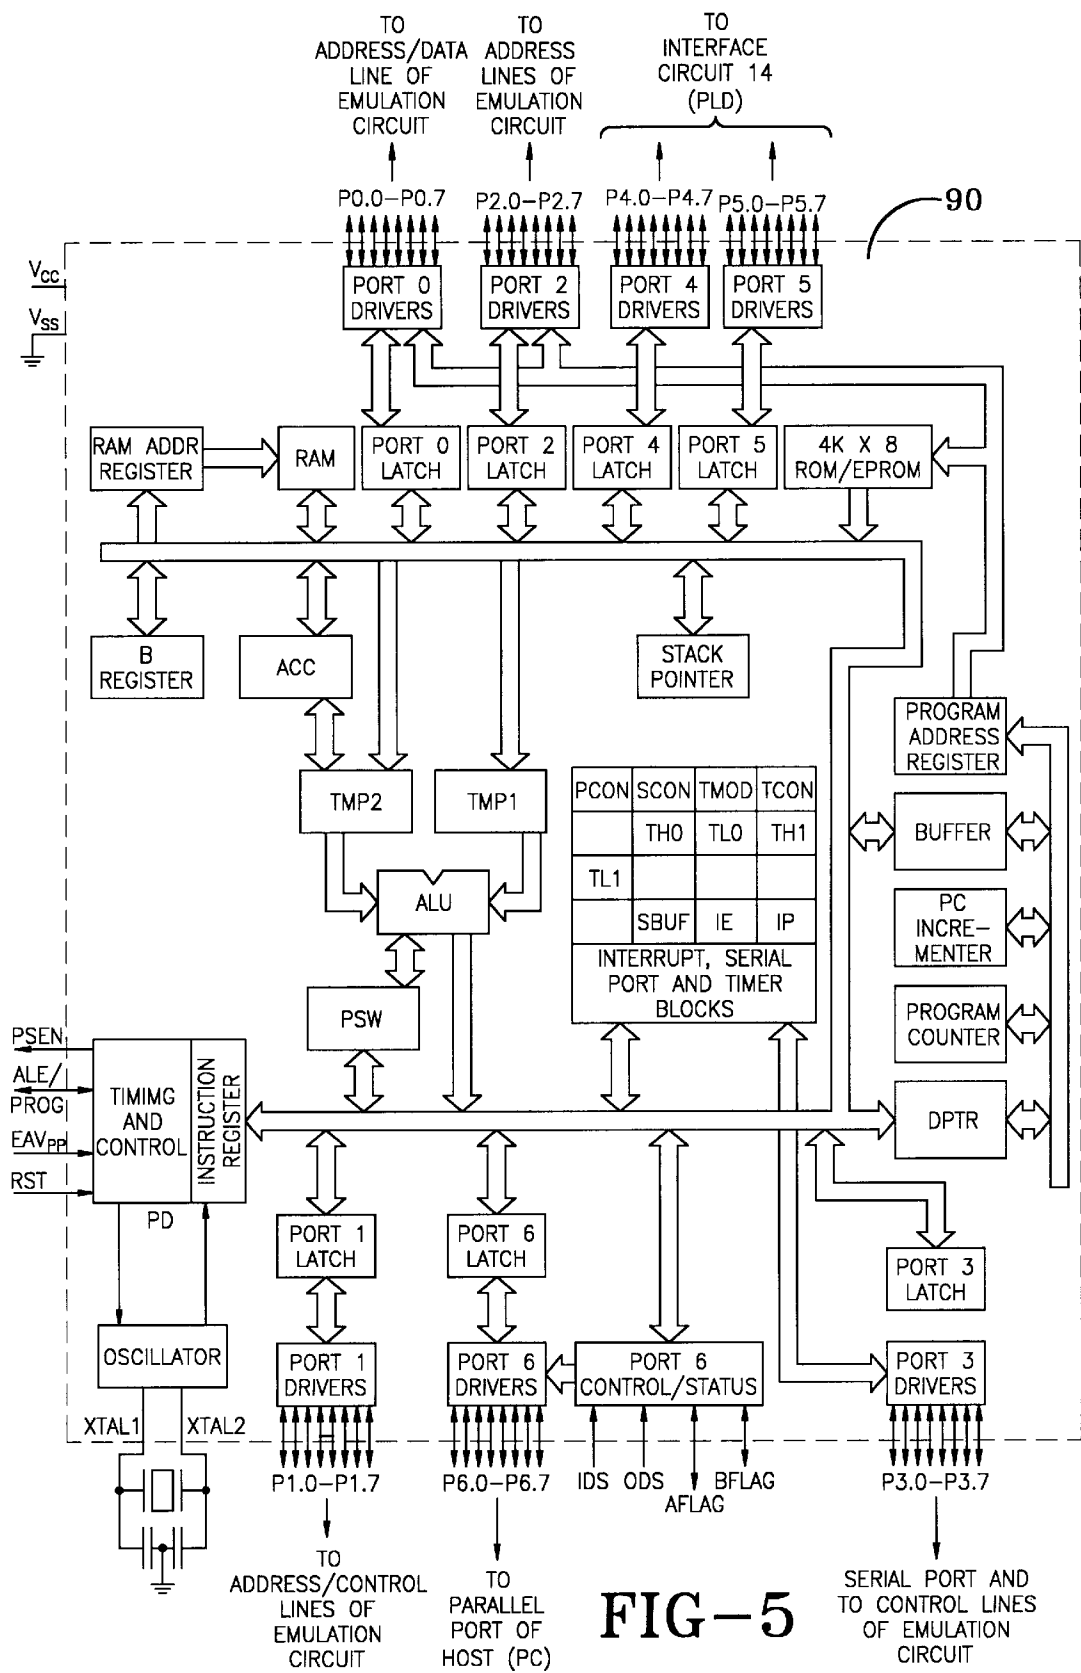 TO
ADDRESS/DATA
LINE OF
EMULATION
CIRCUIT
TO
ADDRESS
LINES OF
EMULATION
CIRCUIT
TO
INTERFACE
CIRCUIT 14
(PLD)
P0.0-P0.7
P2.0-P2.7
P4.0-P4.7
P5.0-P5.7
90
VCC
VSS
PORT 0
DRIVERS
PORT 2
DRIVERS
PORT 4
DRIVERS
PORT 5
DRIVERS
RAM ADDR
REGISTER
RAM
PORT 0
LATCH
PORT 2
LATCH
PORT 4
LATCH
PORT 5
LATCH
4K X 8
ROM/EPROM
B
REGISTER
ACC
STACK
POINTER
PROGRAM
ADDRESS
REGISTER
TMP2
TMP1
PCON SCON TMOD TCON
TH0 TL0 TH1
TL1
SBUF IE IP
INTERRUPT, SERIAL
PORT AND TIMER
BLOCKS
BUFFER
ALU
PC
INCRE-
MENTER
PSW
PROGRAM
COUNTER
PSEN
ALE/
PROG
EAVPP
RST
TIMIMG
AND
CONTROL
INSTRUCTION
REGISTER
DPTR
PD
PORT 1
LATCH
PORT 6
LATCH
PORT 3
LATCH
OSCILLATOR
PORT 1
DRIVERS
PORT 6
DRIVERS
PORT 6
CONTROL/STATUS
PORT 3
DRIVERS
XTAL1
XTAL2
P1.0-P1.7
P6.0-P6.7
IDS
ODS
AFLAG
BFLAG
P3.0-P3.7
TO
ADDRESS/CONTROL
LINES OF
EMULATION
CIRCUIT
TO
PARALLEL
PORT OF
HOST (PC)
FIG-5
SERIAL PORT AND
TO CONTROL LINES
OF EMULATION
CIRCUIT